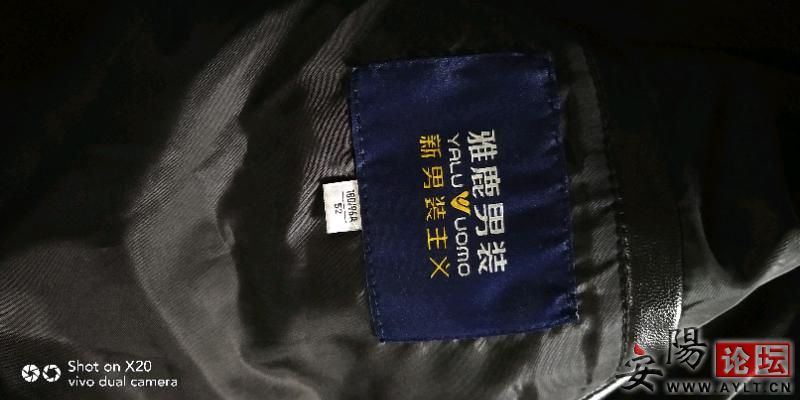 雅鹿男装
YALU UOMO
新男装主义
180/96A
52
Shot on X20
vivo dual camera
安陽论坛
WWW.AYLT.CN